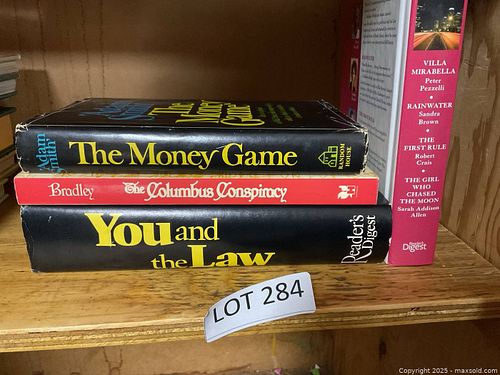 Adam
Smith
The Money Game
RANDOM
HOUSE
Bradley The Columbus Conspiracy
You and
the Law
Reader's
Digest
VILLA
MIRABELLA
Peter
Pezzelli
•
RAINWATER
Sandra
Brown
•
THE
FIRST RULE
Robert
Crais
•
THE GIRL
WHO
CHASED
THE MOON
Sarah Addison
Allen
Reader's
Digest
LOT 284
Copyright © 2025 - maxsold.com